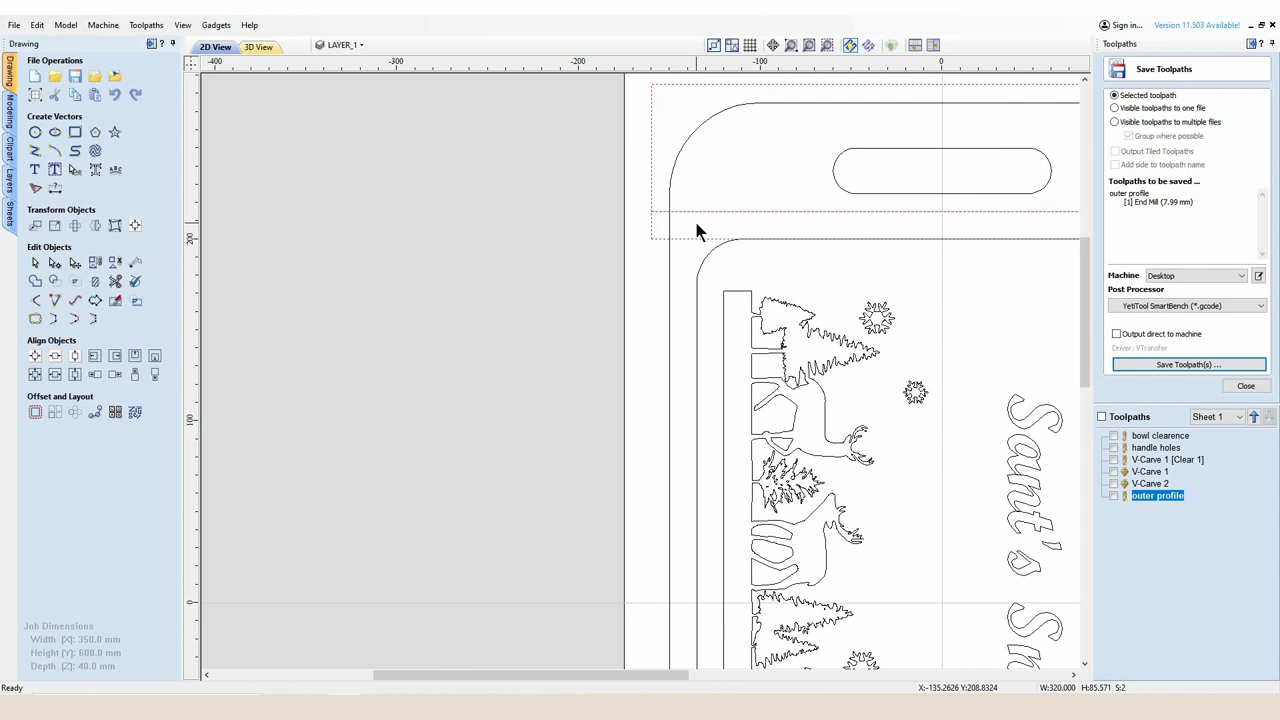 File Edit Model Machine Toolpaths View Gadgets Help
Sign in... Version 11.503 Available!
Drawing
2D View 3D View LAYER_1
Toolpaths
-400 -300 -200 -100 0
Drawing
Modeling
Clipart
Layers
Sheets
File Operations
Create Vectors
Transform Objects
Edit Objects
Align Objects
Offset and Layout
Job Dimensions
Width [X]: 350.0 mm
Height [Y]: 600.0 mm
Depth [Z]: 40.0 mm
200
100
0
Sant's
Sn
Save Toolpaths
Selected toolpath
Visible toolpaths to one file
Visible toolpaths to multiple files
Group where possible
Output Tiled Toolpaths
Add side to toolpath name
Toolpaths to be saved ...
outer profile
[1] End Mill (7.99 mm)
Machine Desktop
Post Processor
YetiTool SmartBench (*.gcode)
Output direct to machine
Driver: VTransfer
Save Toolpath(s) ...
Close
Toolpaths Sheet 1
bowl clearence
handle holes
V-Carve 1 [Clear 1]
V-Carve 1
V-Carve 2
outer profile
Ready
X:-135.2626 Y:208.8324
W:320.000 H:85.571 S:2